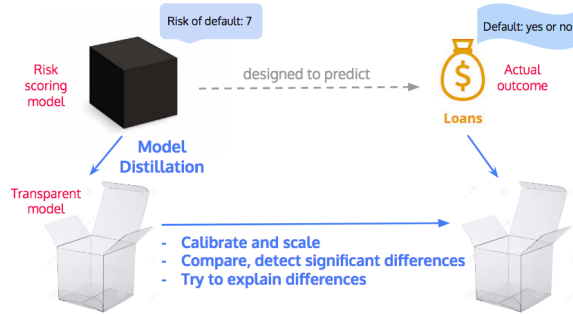 Risk of default: 7
Default: yes or no
Risk
scoring
model
designed to predict
Actual
outcome
Loans
Model
Distillation
Transparent
model
- Calibrate and scale
- Compare, detect significant differences
- Try to explain differences